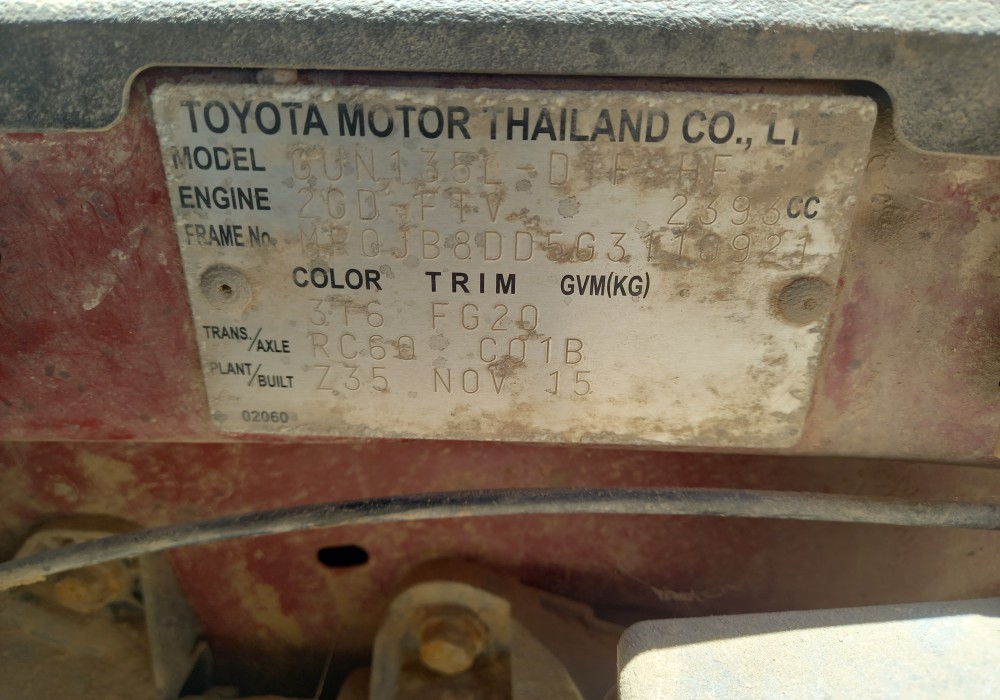 TOYOTA MOTOR THAILAND CO., LT
MODEL GUN135L-DTFSHF
ENGINE 2GD-FTV 2393 CC
FRAME No. MR0JB8DD5G3110921
COLOR TRIM GVM(KG)
3T6 FG20
TRANS./AXLE RC60 C01B
PLANT/BUILT Z35 NOV 15
02060